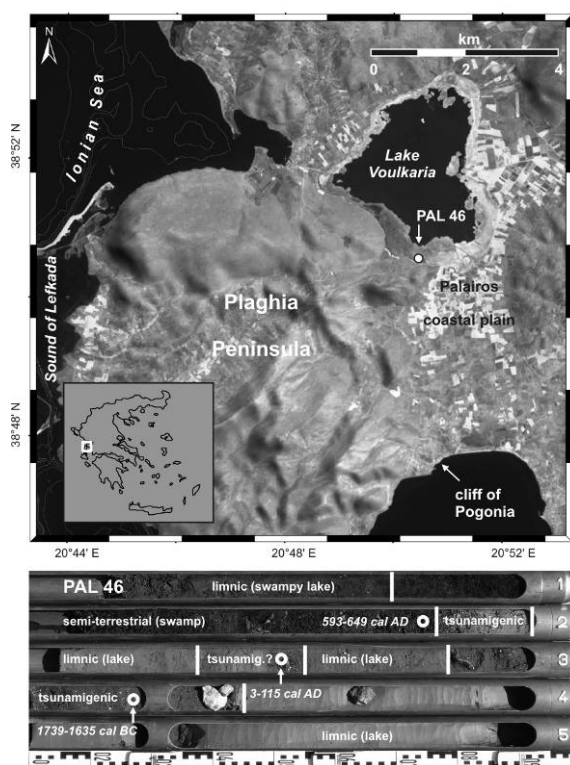 N
km
0 2 4
Ionian Sea
38°52' N
Lake
Voulkaria
PAL 46
Palairos
coastal plain
Sound of Lefkada
Plaghia
Peninsula
38°48' N
cliff of
Pogonia
20°44' E
20°48' E
20°52' E
PAL 46
limnic (swampy lake)
1
semi-terrestrial (swamp)
593-649 cal AD
tsunamigenic
2
limnic (lake)
tsunamig.?
limnic (lake)
3
tsunamigenic
3-115 cal AD
4
1739-1635 cal BC
limnic (lake)
5